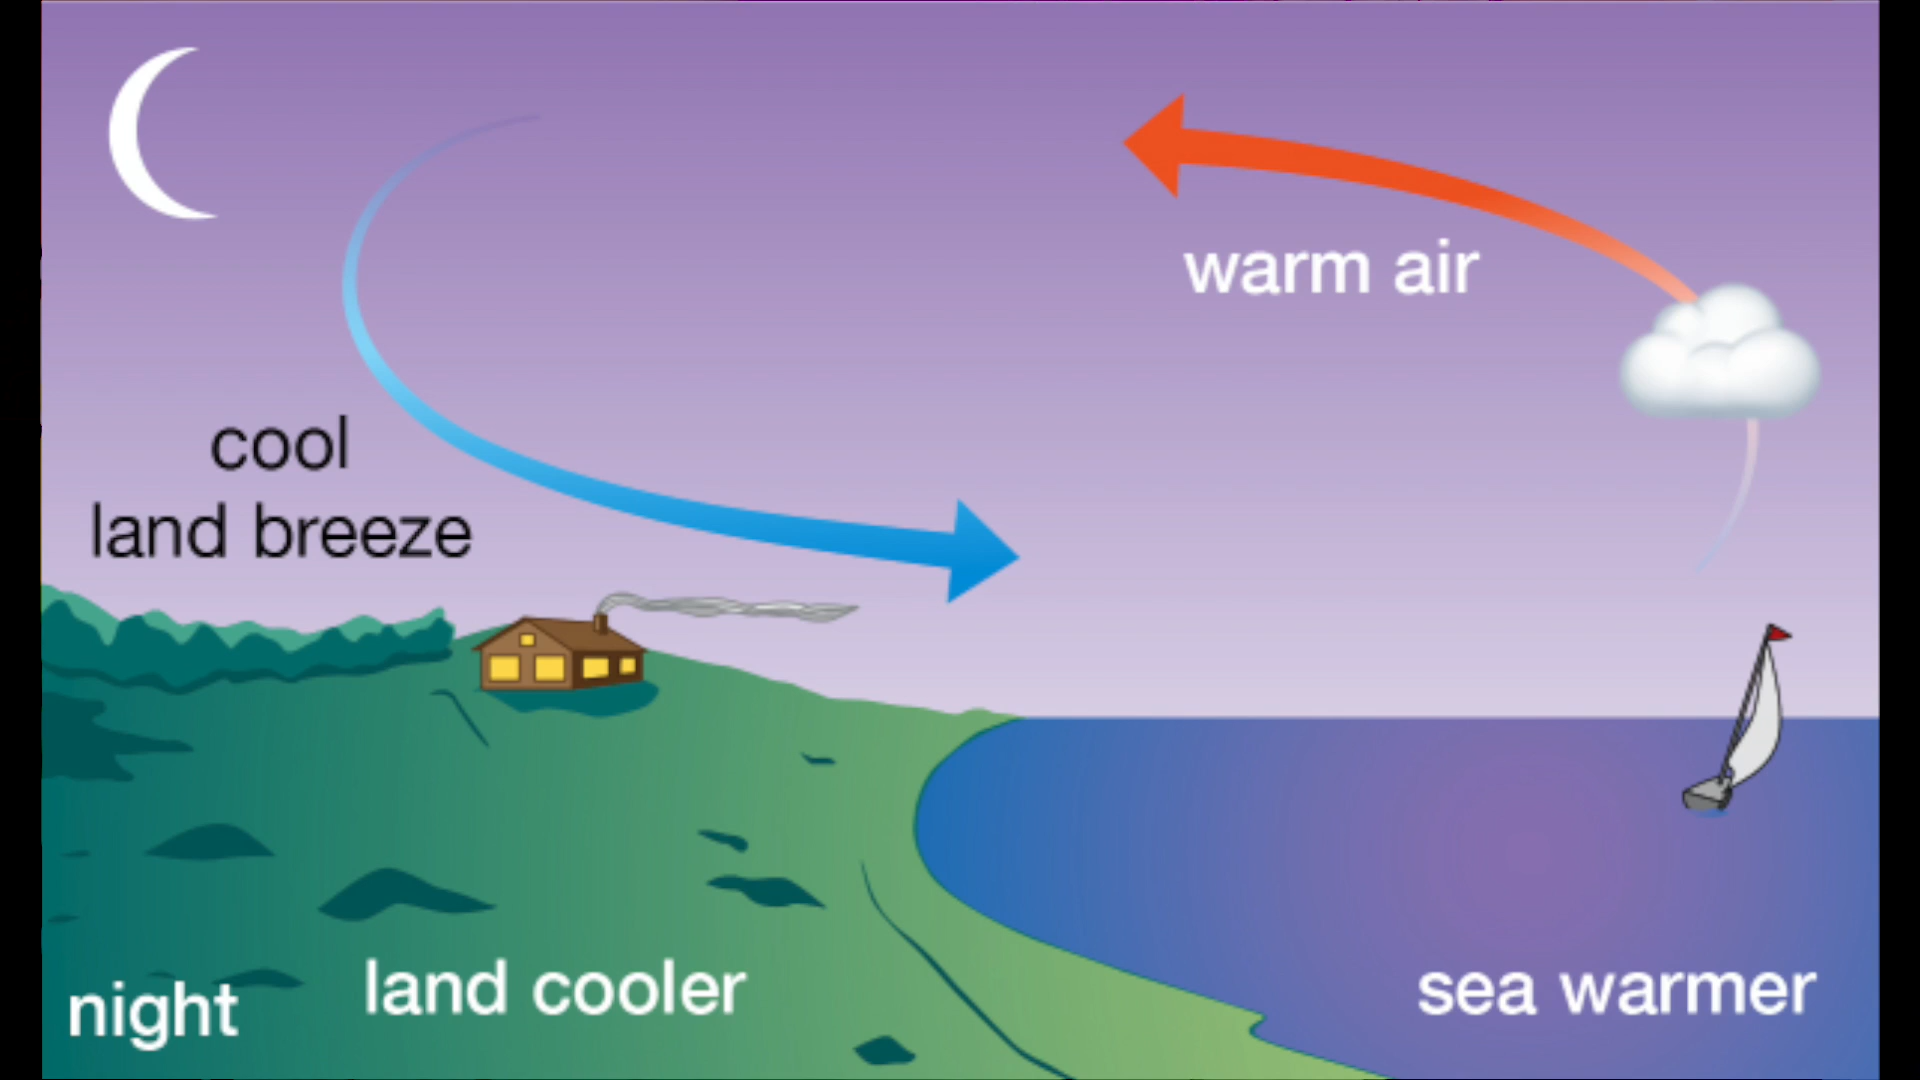 warm air
cool
land breeze
land cooler
sea warmer
night